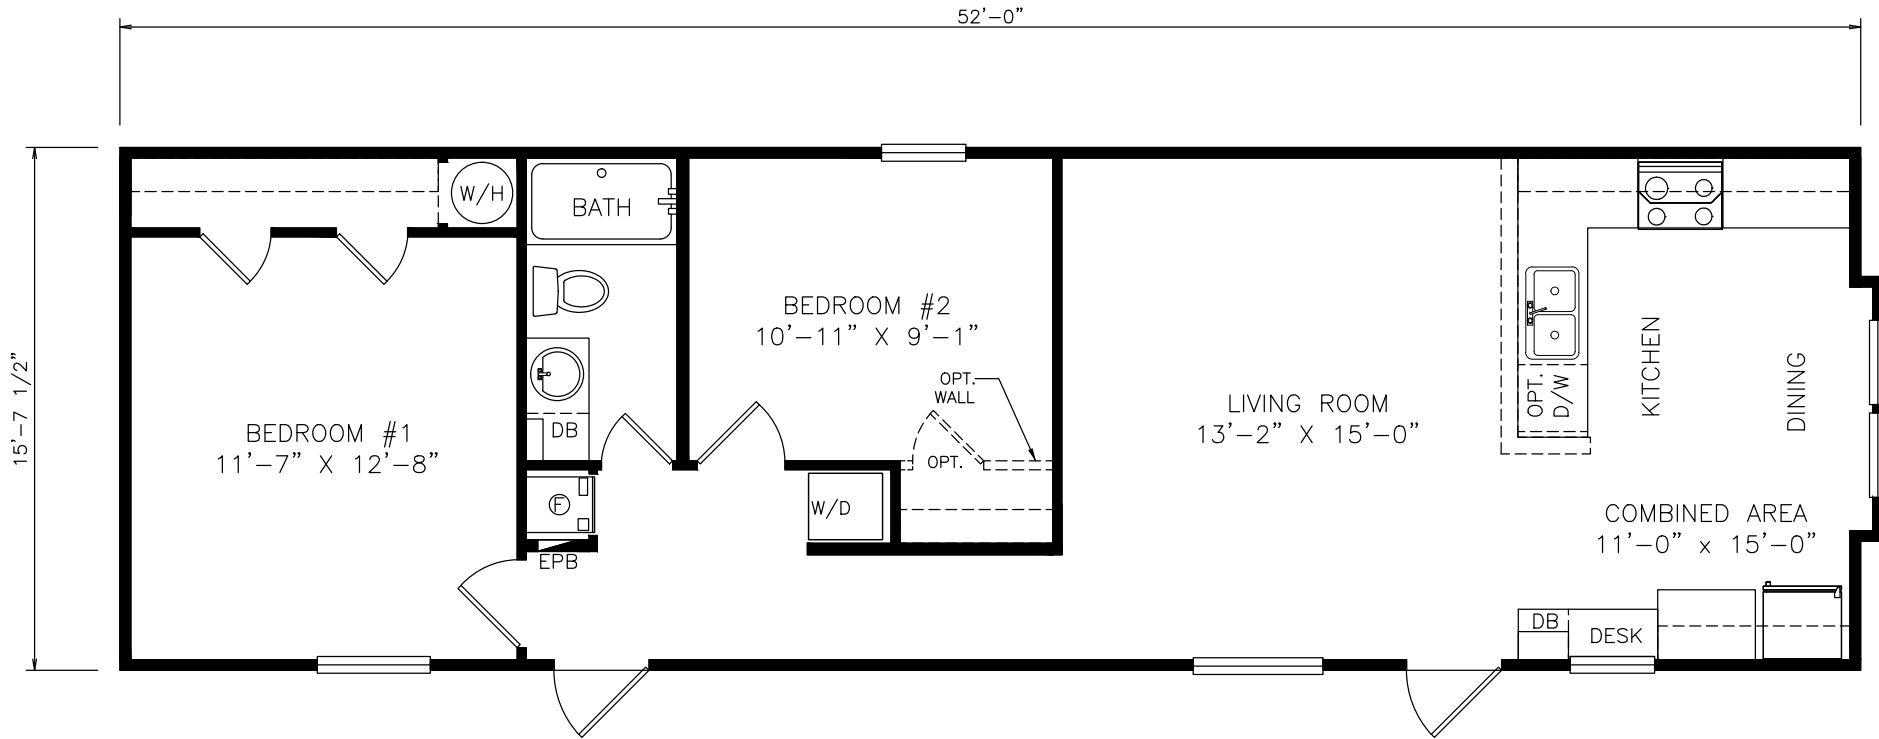 52'-0"
15'-7 1/2"
W/H
BATH
BEDROOM #1
11'-7" X 12'-8"
DB
F
EPB
BEDROOM #2
10'-11" X 9'-1"
OPT.
WALL
OPT.
W/D
LIVING ROOM
13'-2" X 15'-0"
OPT.
D/W
KITCHEN
DINING
COMBINED AREA
11'-0" x 15'-0"
DB
DESK